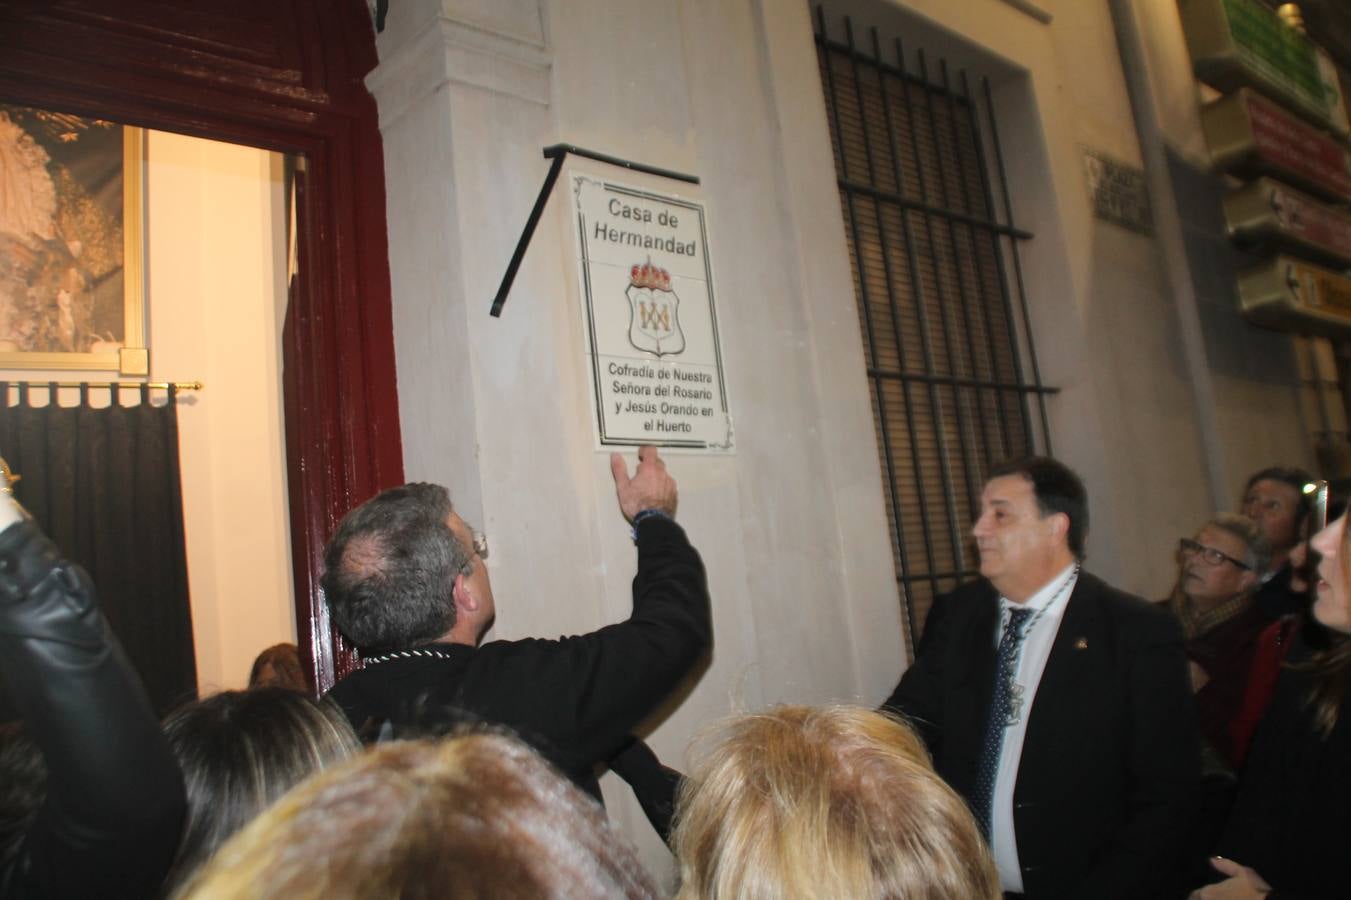 Casa de
Hermandad
Cofradía de Nuestra
Señora del Rosario
y Jesús Orando en
el Huerto